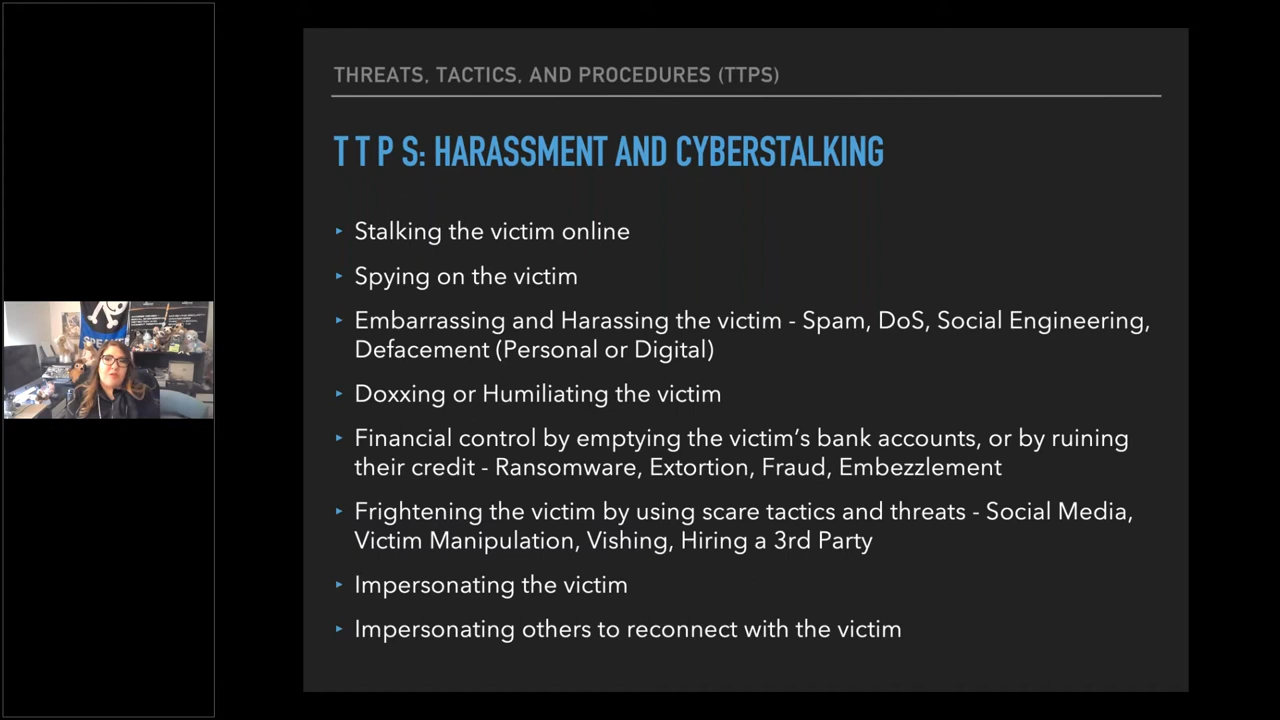 THREATS, TACTICS, AND PROCEDURES (TTPS)
T T P S: HARASSMENT AND CYBERSTALKING
‣ Stalking the victim online
‣ Spying on the victim
‣ Embarrassing and Harassing the victim - Spam, DoS, Social Engineering,
Defacement (Personal or Digital)
‣ Doxxing or Humiliating the victim
‣ Financial control by emptying the victim’s bank accounts, or by ruining
their credit - Ransomware, Extortion, Fraud, Embezzlement
‣ Frightening the victim by using scare tactics and threats - Social Media,
Victim Manipulation, Vishing, Hiring a 3rd Party
‣ Impersonating the victim
‣ Impersonating others to reconnect with the victim